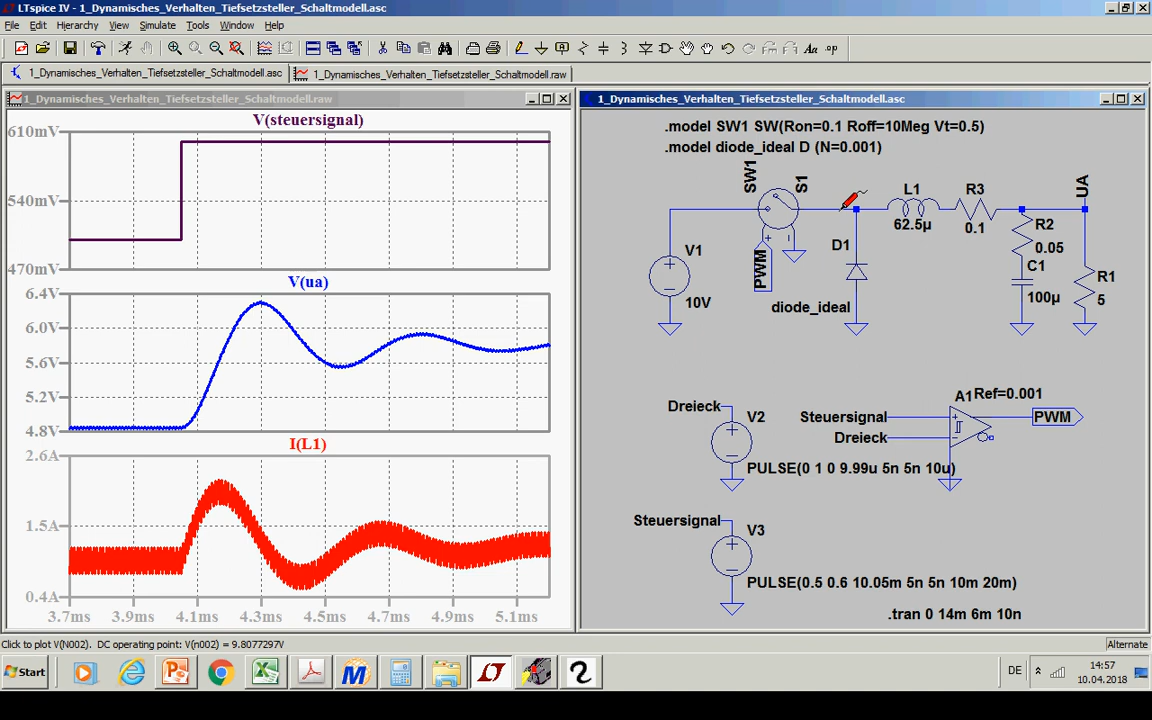 LTspice IV - 1_Dynamisches_Verhalten_Tiefsetzsteller_Schaltmodell.asc
File Edit Hierarchy View Simulate Tools Window Help
1_Dynamisches_Verhalten_Tiefsetzsteller_Schaltmodell.asc 1_Dynamisches_Verhalten_Tiefsetzsteller_Schaltmodell.raw
1_Dynamisches_Verhalten_Tiefsetzsteller_Schaltmodell.raw
V(steuersignal)
610mV
540mV
470mV
V(ua)
6.4V
6.0V
5.6V
5.2V
4.8V
I(L1)
2.6A
1.5A
0.4A
3.7ms 3.9ms 4.1ms 4.3ms 4.5ms 4.7ms 4.9ms 5.1ms
1_Dynamisches_Verhalten_Tiefsetzsteller_Schaltmodell.asc
.model SW1 SW(Ron=0.1 Roff=10Meg Vt=0.5)
.model diode_ideal D (N=0.001)
SW1
S1
L1
62.5µ
R3
0.1
UA
V1
10V
PWM
D1
diode_ideal
R2
0.05
C1
100µ
R1
5
Dreieck
V2
PULSE(0 1 0 9.99u 5n 5n 10u)
Steuersignal
Dreieck
A1
Ref=0.001
PWM
Steuersignal
V3
PULSE(0.5 0.6 10.05m 5n 5n 10m 20m)
.tran 0 14m 6m 10n
Click to plot V(N002). DC operating point: V(n002) = 9.8077297V
Alternate
Start
DE
14:57
10.04.2018